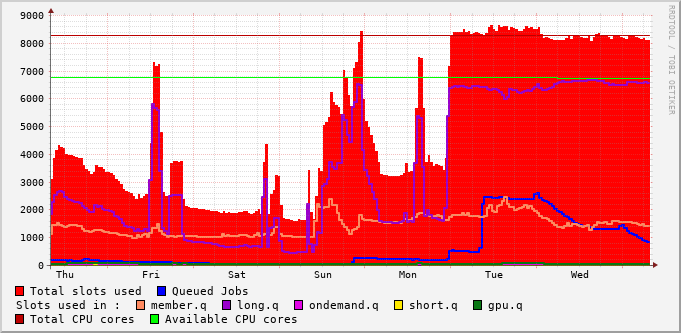 9000
8000
7000
6000
5000
4000
3000
2000
1000
0
Thu Fri Sat Sun Mon Tue Wed
RRDTOOL / TOBI OETIKER
Total slots used Queued Jobs
Slots used in : member.q long.q ondemand.q short.q gpu.q
Total CPU cores Available CPU cores